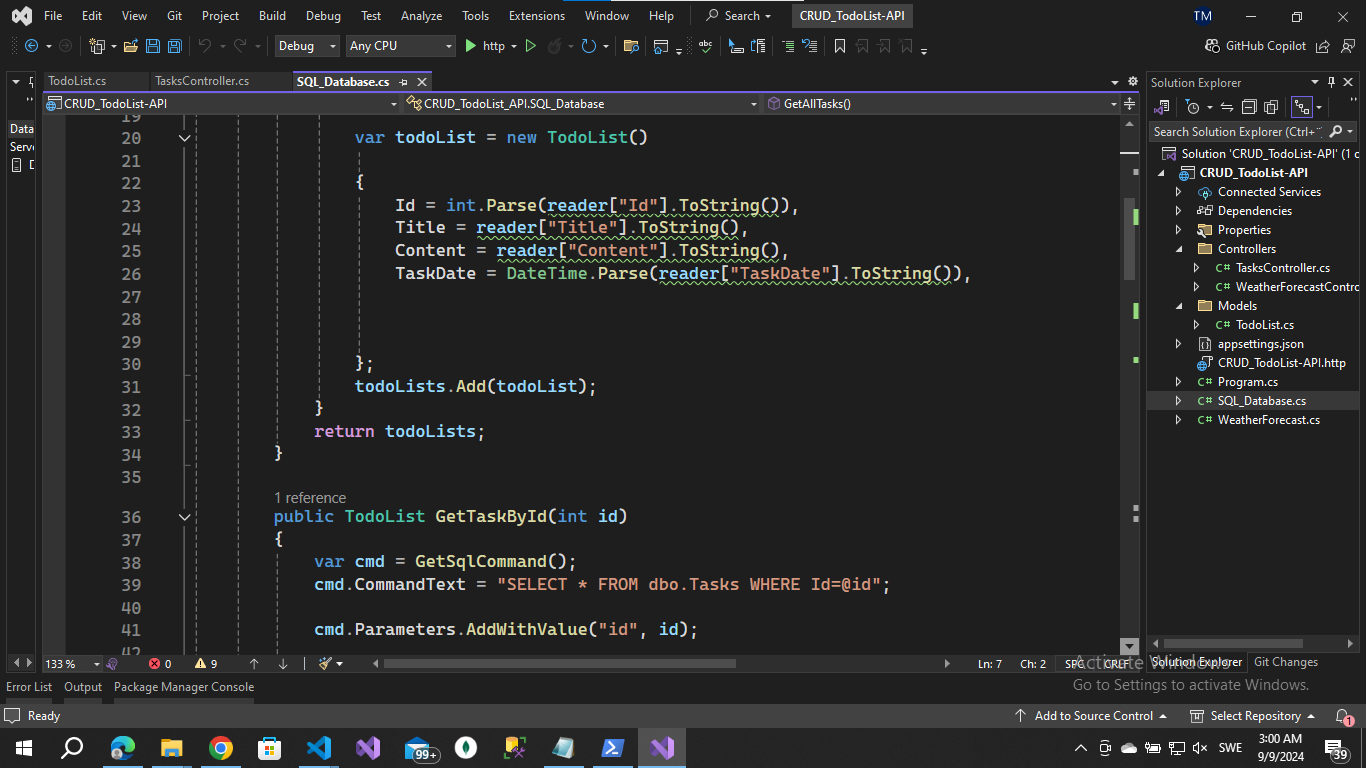 File Edit View Git Project Build Debug Test Analyze Tools Extensions Window Help Search CRUD_TodoList-API TM
Debug Any CPU http GitHub Copilot
TodoList.cs TasksController.cs SQL_Database.cs
CRUD_TodoList-API CRUD_TodoList_API.SQL_Database GetAllTasks()
Data
Serv
19
20 var todoList = new TodoList()
21
22 {
23 Id = int.Parse(reader["Id"].ToString()),
24 Title = reader["Title"].ToString(),
25 Content = reader["Content"].ToString(),
26 TaskDate = DateTime.Parse(reader["TaskDate"].ToString()),
27
28
29
30 };
31 todoLists.Add(todoList);
32 }
33 return todoLists;
34 }
35
1 reference
36 public TodoList GetTaskById(int id)
37 {
38 var cmd = GetSqlCommand();
39 cmd.CommandText = "SELECT * FROM dbo.Tasks WHERE Id=@id";
40
41 cmd.Parameters.AddWithValue("id", id);
42
133 % 0 9 Ln: 7 Ch: 2 SPC CRLF
Solution Explorer
Search Solution Explorer (Ctrl+
Solution 'CRUD_TodoList-API' (1 c
CRUD_TodoList-API
Connected Services
Dependencies
Properties
Controllers
C# TasksController.cs
C# WeatherForecastContro
Models
C# TodoList.cs
appsettings.json
CRUD_TodoList-API.http
C# Program.cs
C# SQL_Database.cs
C# WeatherForecast.cs
Solution Explorer Git Changes
Activate Windows
Go to Settings to activate Windows.
Error List Output Package Manager Console
Ready Add to Source Control Select Repository 1
99+ SWE 3:00 AM
9/9/2024 39